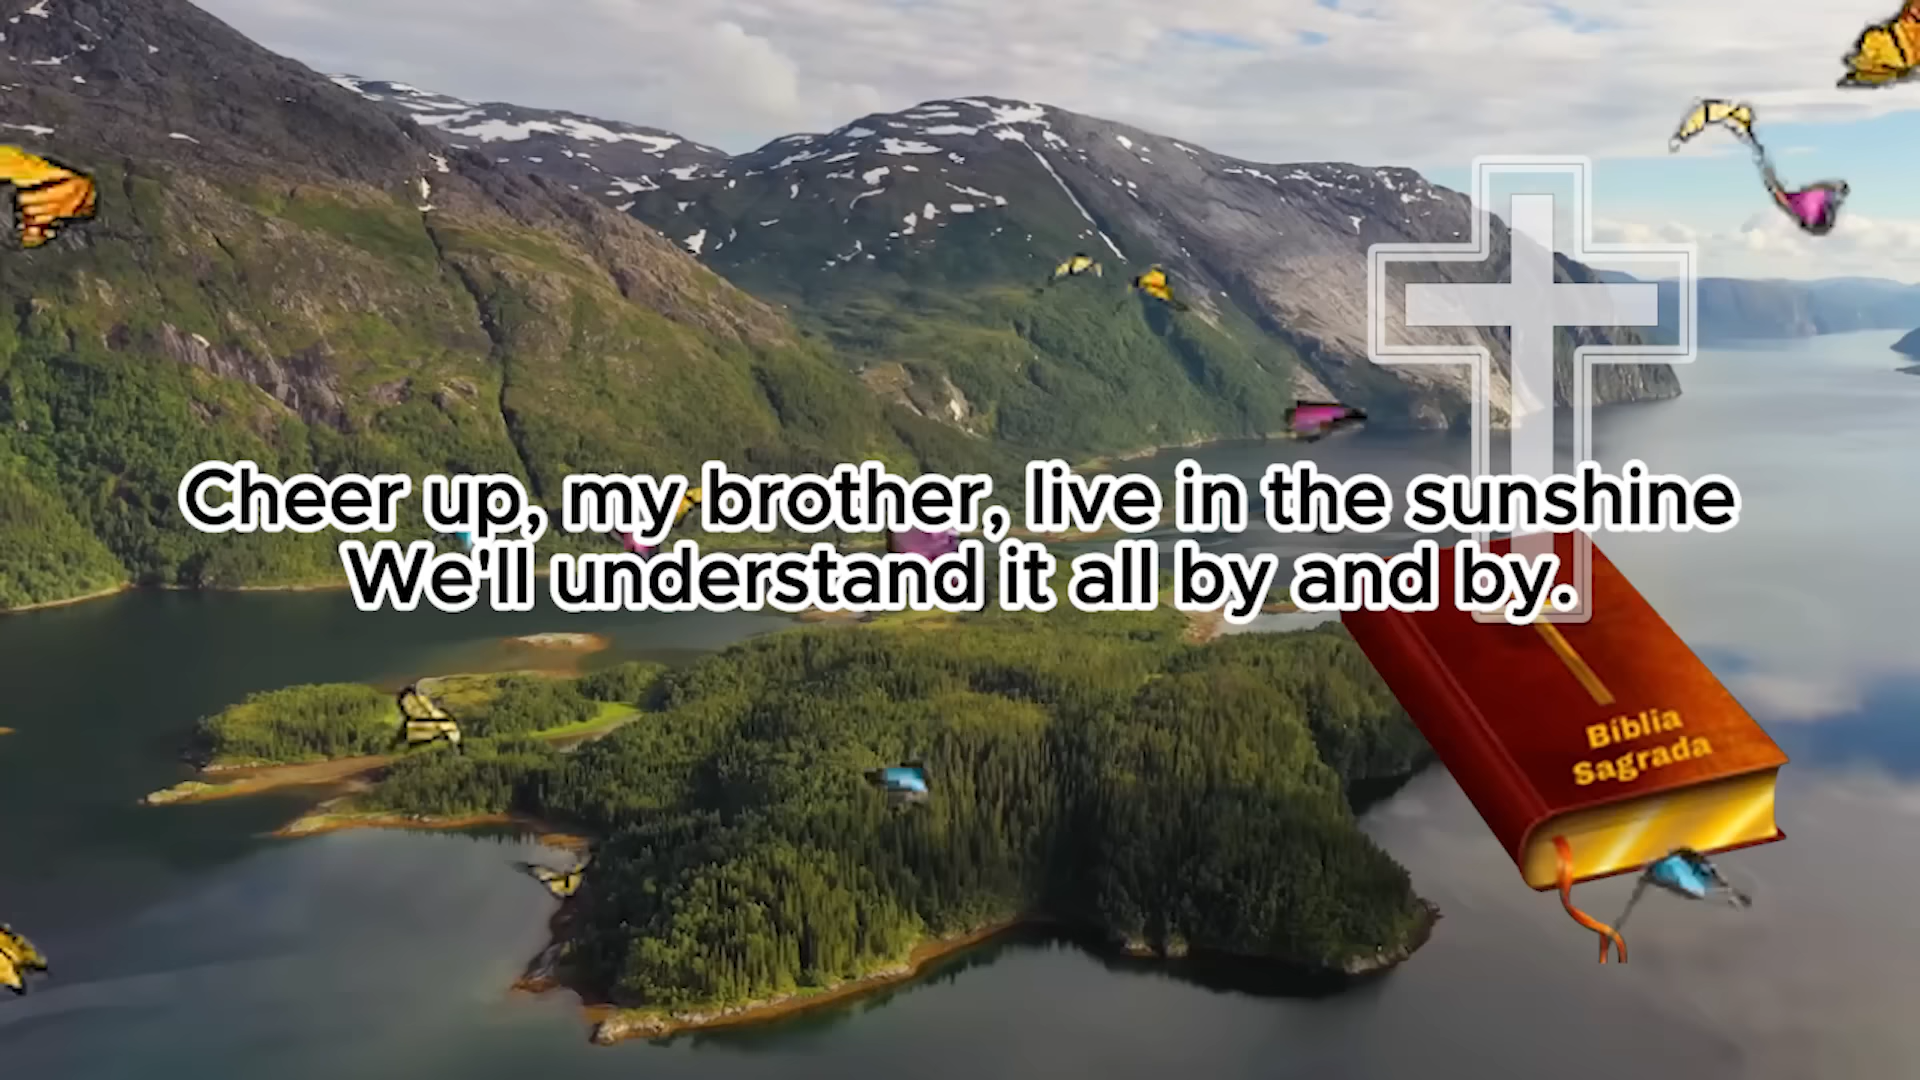 Cheer up, my brother, live in the sunshine
We'll understand it all by and by.
Bíblia
Sagrada